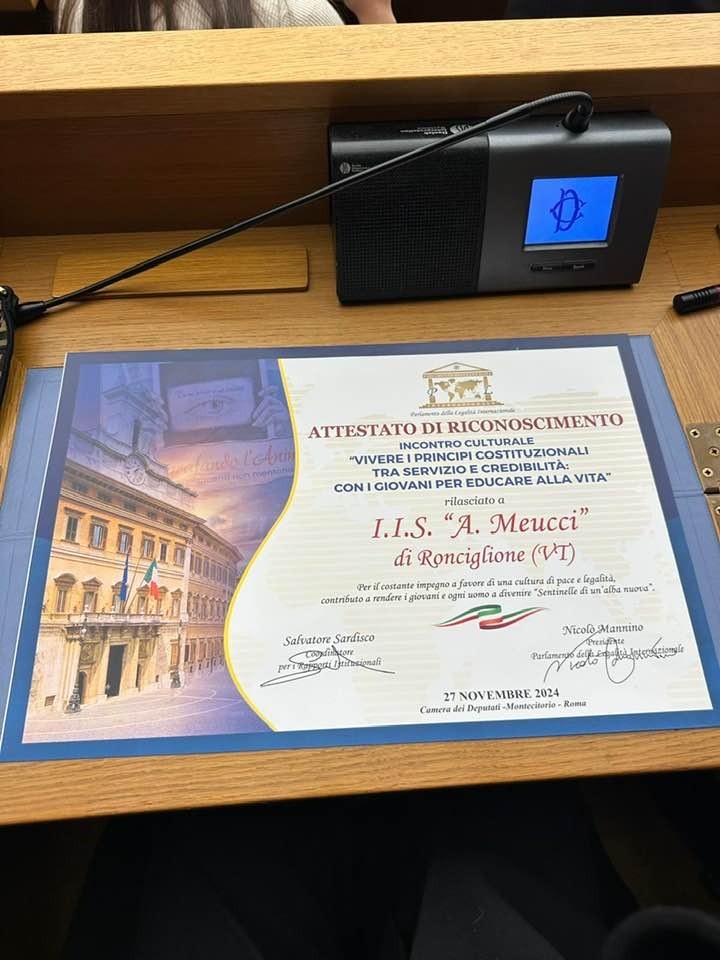 Parlamento della Legalità Internazionale
ATTESTATO DI RICONOSCIMENTO
INCONTRO CULTURALE
"VIVERE I PRINCIPI COSTITUZIONALI
TRA SERVIZIO E CREDIBILITÀ:
CON I GIOVANI PER EDUCARE ALLA VITA"
rilasciato a
I.I.S. "A. Meucci"
di Ronciglione (VT)
Per il costante impegno a favore di una cultura di pace e legalità,
contributo a rendere i giovani e ogni uomo a divenire "Sentinelle di un'alba nuova".
Salvatore Sardisco
Coordinatore
per i Rapporti Istituzionali
Nicolò Mannino
Presidente
Parlamento della Legalità Internazionale
27 NOVEMBRE 2024
Camera dei Deputati -Montecitorio - Roma